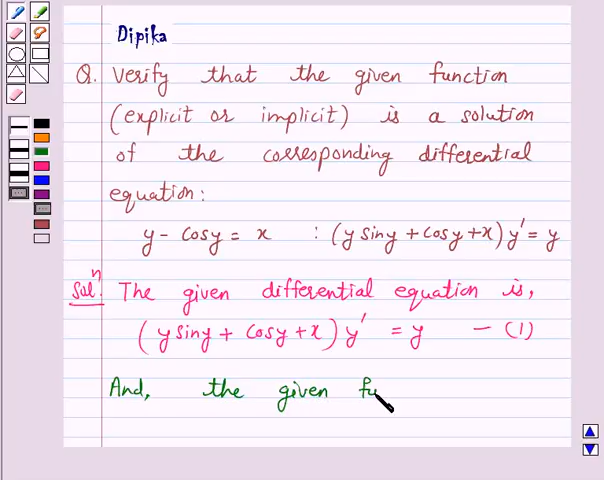 Dipika
Q. Verify that the given function
(explicit or implicit) is a solution
of the corresponding differential
equation:
y - cosy = x : (y siny + cosy + x) y' = y
Solⁿ. The given differential equation is,
(y siny + cosy + x) y' = y - (1)
And, the given fu